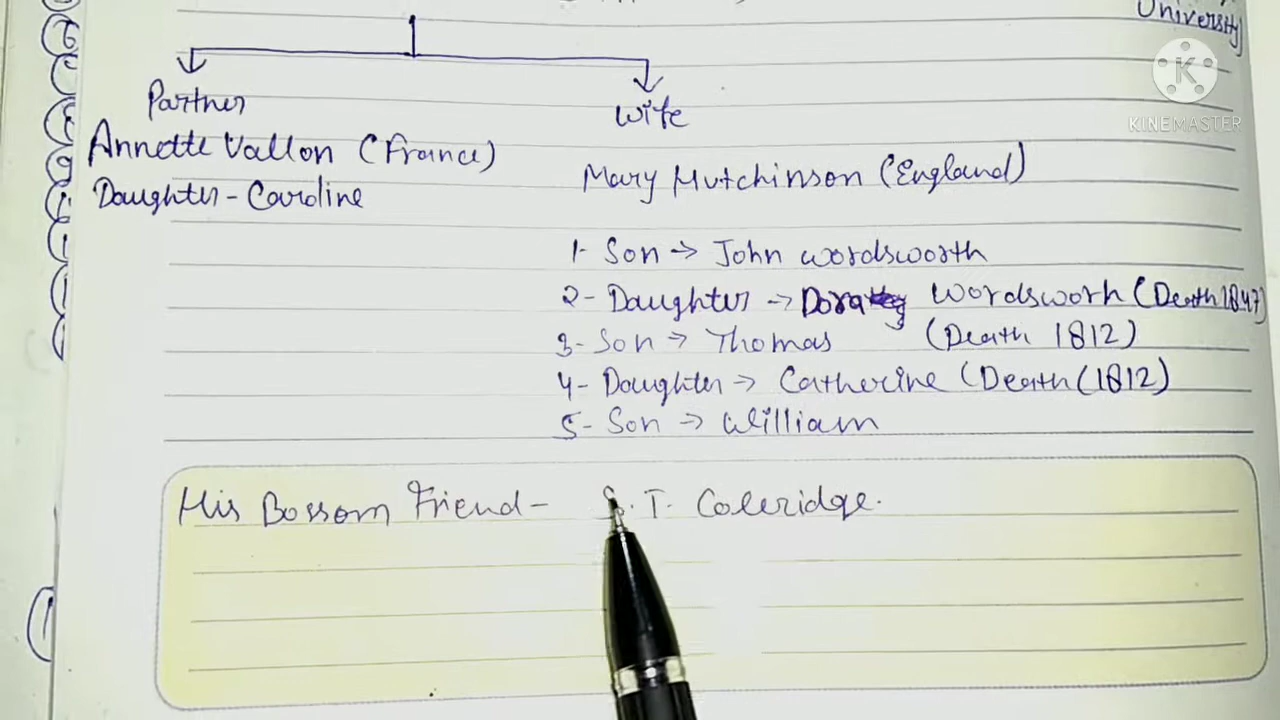 University
K
KINEMASTER
Partner
Annette Vallon (France)
Daughter - Caroline
Wife
Mary Hutchinson (England)
1- Son → John wordsworth
2- Daughter → Dora Wordsworh (Death 1847)
3- Son → Thomas (Death 1812)
4- Daughter → Catherine (Death (1812)
5- Son → William
His Bossom Friend - S. T. Coleridge.